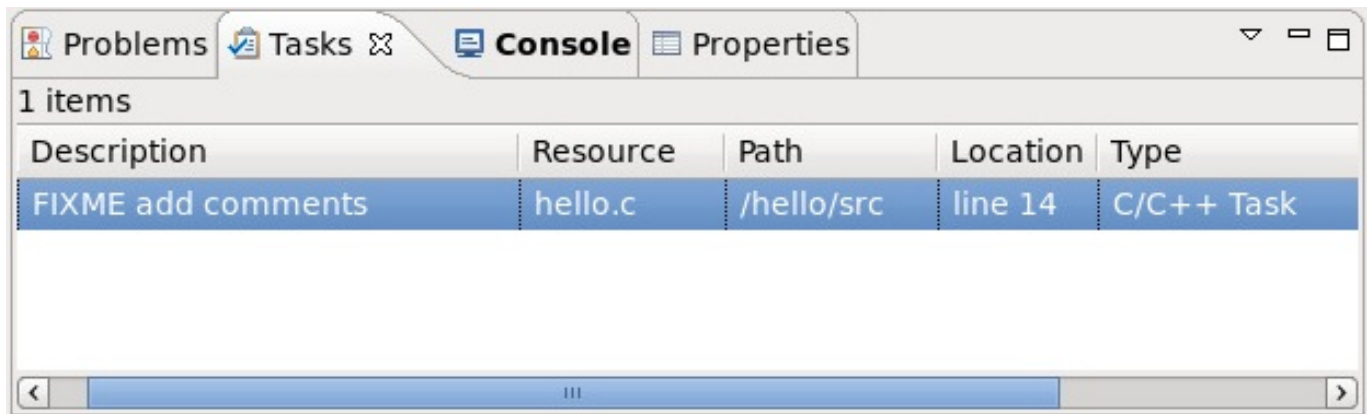 Problems Tasks Console Properties
1 items
Description Resource Path Location Type
FIXME add comments hello.c /hello/src line 14 C/C++ Task